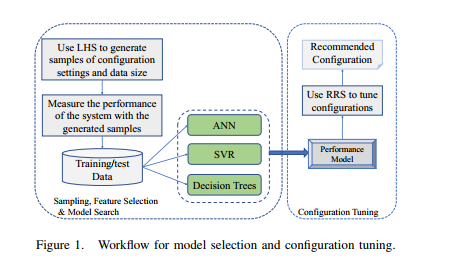 Use LHS to generate
samples of configuration
settings and data size
Measure the performance
of the system with the
generated samples
Training/test
Data
ANN
SVR
Decision Trees
Sampling, Feature Selection
& Model Search
Recommended
Configuration
Use RRS to tune
configurations
Performance
Model
Configuration Tuning
Figure 1. Workflow for model selection and configuration tuning.